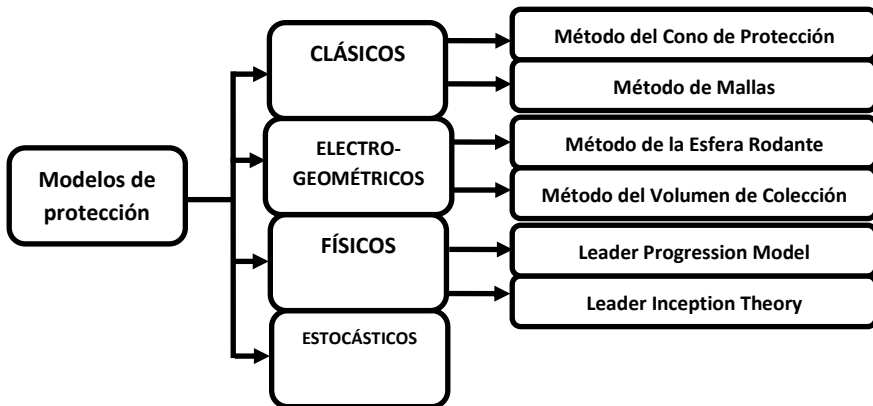 Modelos de
protección
CLÁSICOS
Método del Cono de Protección
Método de Mallas
ELECTRO-
GEOMÉTRICOS
Método de la Esfera Rodante
Método del Volumen de Colección
FÍSICOS
Leader Progression Model
Leader Inception Theory
ESTOCÁSTICOS